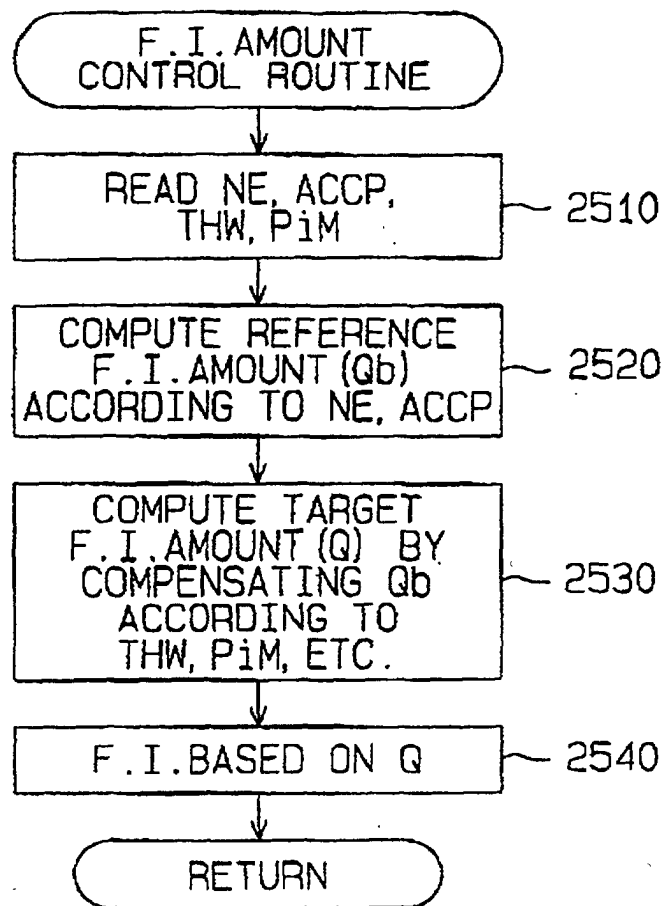 F.I.AMOUNT
CONTROL ROUTINE
READ NE, ACCP,
THW, PiM
2510
COMPUTE REFERENCE
F.I.AMOUNT(Qb)
ACCORDING TO NE, ACCP
2520
COMPUTE TARGET
F.I.AMOUNT(Q) BY
COMPENSATING Qb
ACCORDING TO
THW, PiM, ETC.
2530
F.I.BASED ON Q
2540
RETURN